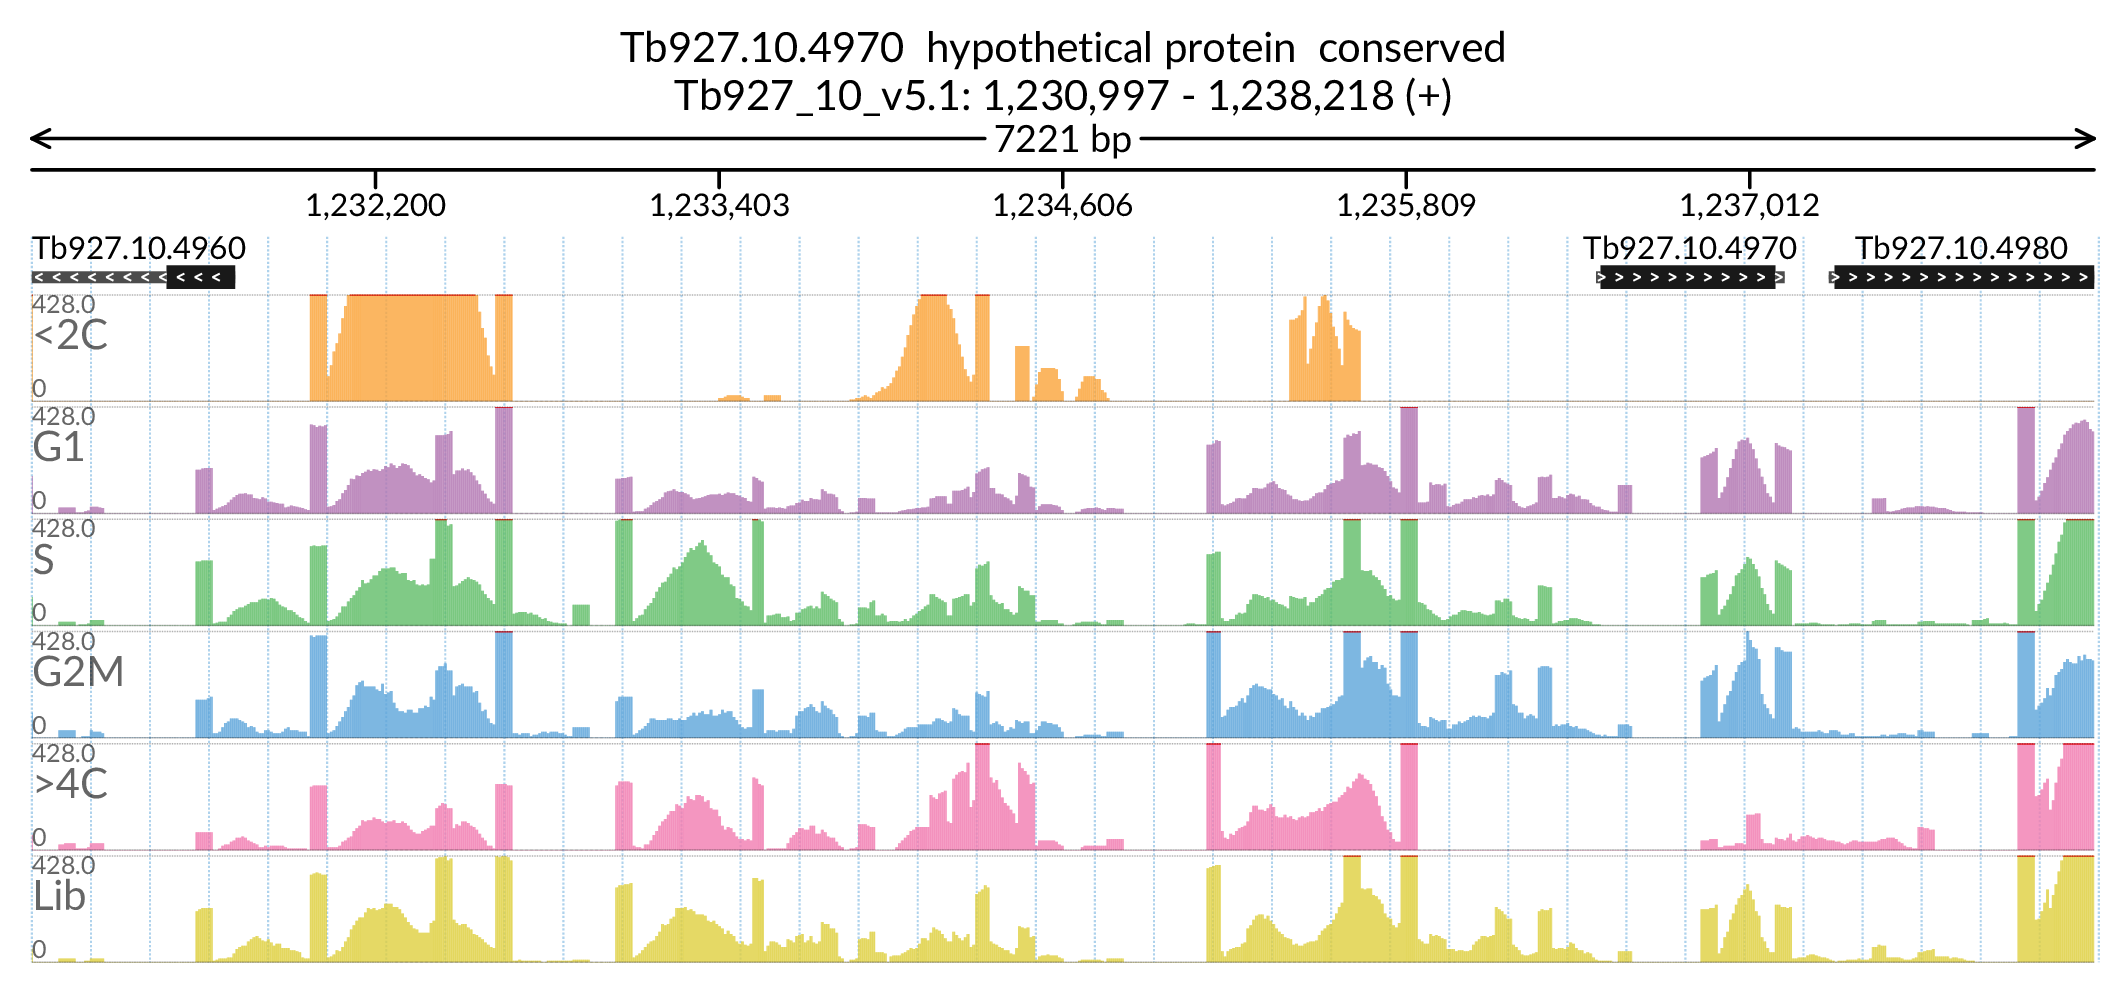 Tb927.10.4970  hypothetical protein  conserved
Tb927_10_v5.1: 1,230,997 - 1,238,218 (+)
7221 bp
1,232,200 1,233,403 1,234,606 1,235,809 1,237,012
Tb927.10.4960 Tb927.10.4970 Tb927.10.4980
428.0
<2C
0
428.0
G1
0
428.0
S
0
428.0
G2M
0
428.0
>4C
0
428.0
Lib
0